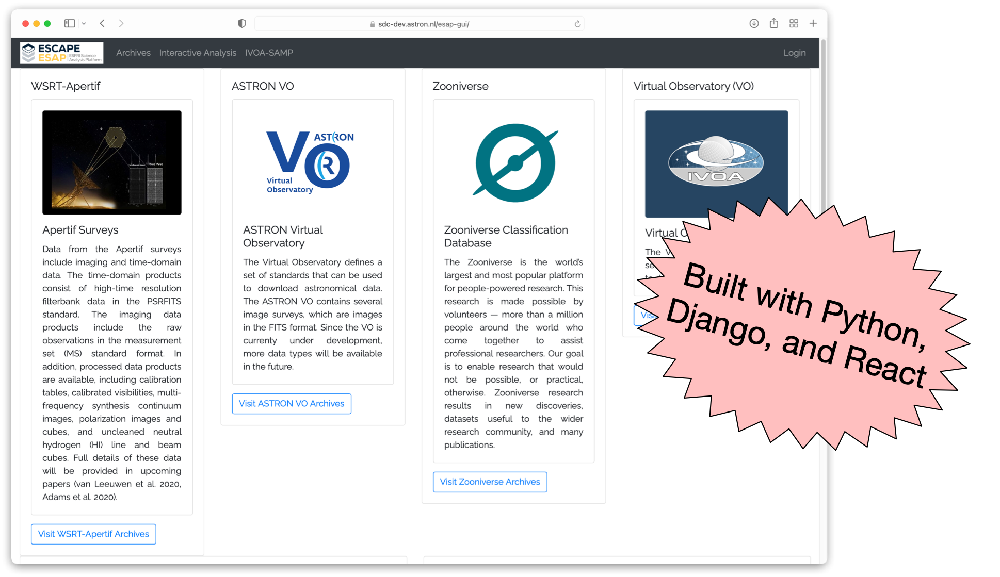 sdc-dev.astron.nl/esap-gui/
ESCAPE
ESAP
ESFRI Science
Analysis Platform
Archives Interactive Analysis IVOA-SAMP
Login
WSRT-Apertif
Apertif Surveys
Data from the Apertif surveys
include imaging and time-domain
data. The time-domain products
consist of high-time resolution
filterbank data in the PSRFITS
standard. The imaging data
products include the raw
observations in the measurement
set (MS) standard format. In
addition, processed data products
are available, including calibration
tables, calibrated visibilities, multi-
frequency synthesis continuum
images, polarization images and
cubes, and uncleaned neutral
hydrogen (HI) line and beam
cubes. Full details of these data
will be provided in upcoming
papers (van Leeuwen et al. 2020,
Adams et al. 2020).
Visit WSRT-Apertif Archives
ASTRON VO
VO
ASTRON
Virtual
Observatory
ASTRON Virtual
Observatory
The Virtual Observatory defines a
set of standards that can be used
to download astronomical data.
The ASTRON VO contains several
image surveys, which are images
in the FITS format. Since the VO is
currenty under development,
more data types will be available
in the future.
Visit ASTRON VO Archives
Zooniverse
Zooniverse Classification
Database
The Zooniverse is the world's
largest and most popular platform
for people-powered research. This
research is made possible by
volunteers — more than a million
people around the world who
come together to assist
professional researchers. Our goal
is to enable research that would
not be possible, or practical,
otherwise. Zooniverse research
results in new discoveries,
datasets useful to the wider
research community, and many
publications.
Visit Zooniverse Archives
Virtual Observatory (VO)
IVOA
Virtual
The
Built with Python,
Django, and React